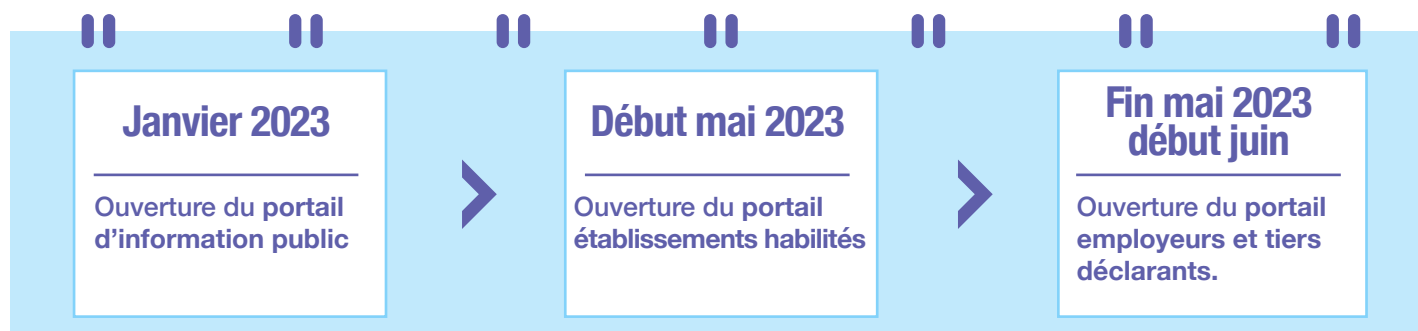 Janvier 2023
Ouverture du portail
d’information public
Début mai 2023
Ouverture du portail
établissements habilités
Fin mai 2023
début juin
Ouverture du portail
employeurs et tiers
déclarants.